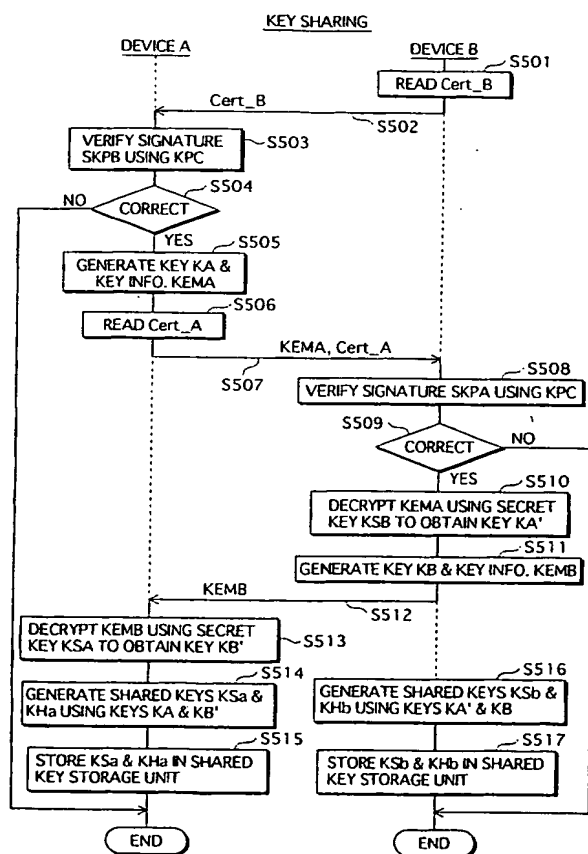 KEY SHARING
DEVICE A
DEVICE B
S501
READ Cert_B
Cert_B
S502
S503
VERIFY SIGNATURE
SKPB USING KPC
S504
NO
CORRECT
YES
S505
GENERATE KEY KA &
KEY INFO. KEMA
S506
READ Cert_A
KEMA, Cert_A
S507
S508
VERIFY SIGNATURE SKPA USING KPC
S509
CORRECT
NO
YES
S510
DECRYPT KEMA USING SECRET
KEY KSB TO OBTAIN KEY KA'
S511
GENERATE KEY KB & KEY INFO. KEMB
KEMB
S512
DECRYPT KEMB USING SECRET
KEY KSA TO OBTAIN KEY KB'
S513
S514
GENERATE SHARED KEYS KSa &
KHa USING KEYS KA & KB'
S516
GENERATE SHARED KEYS KSb &
KHb USING KEYS KA' & KB
S515
STORE KSa & KHa IN SHARED
KEY STORAGE UNIT
S517
STORE KSb & KHb IN SHARED
KEY STORAGE UNIT
END
END